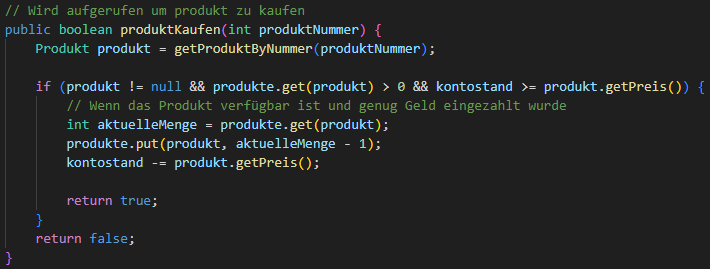 // Wird aufgerufen um produkt zu kaufen
public boolean produktKaufen(int produktNummer) {
    Produkt produkt = getProduktByNummer(produktNummer);

    if (produkt != null && produkte.get(produkt) > 0 && kontostand >= produkt.getPreis()) {
        // Wenn das Produkt verfügbar ist und genug Geld eingezahlt wurde
        int aktuelleMenge = produkte.get(produkt);
        produkte.put(produkt, aktuelleMenge - 1);
        kontostand -= produkt.getPreis();

        return true;
    }
    return false;
}